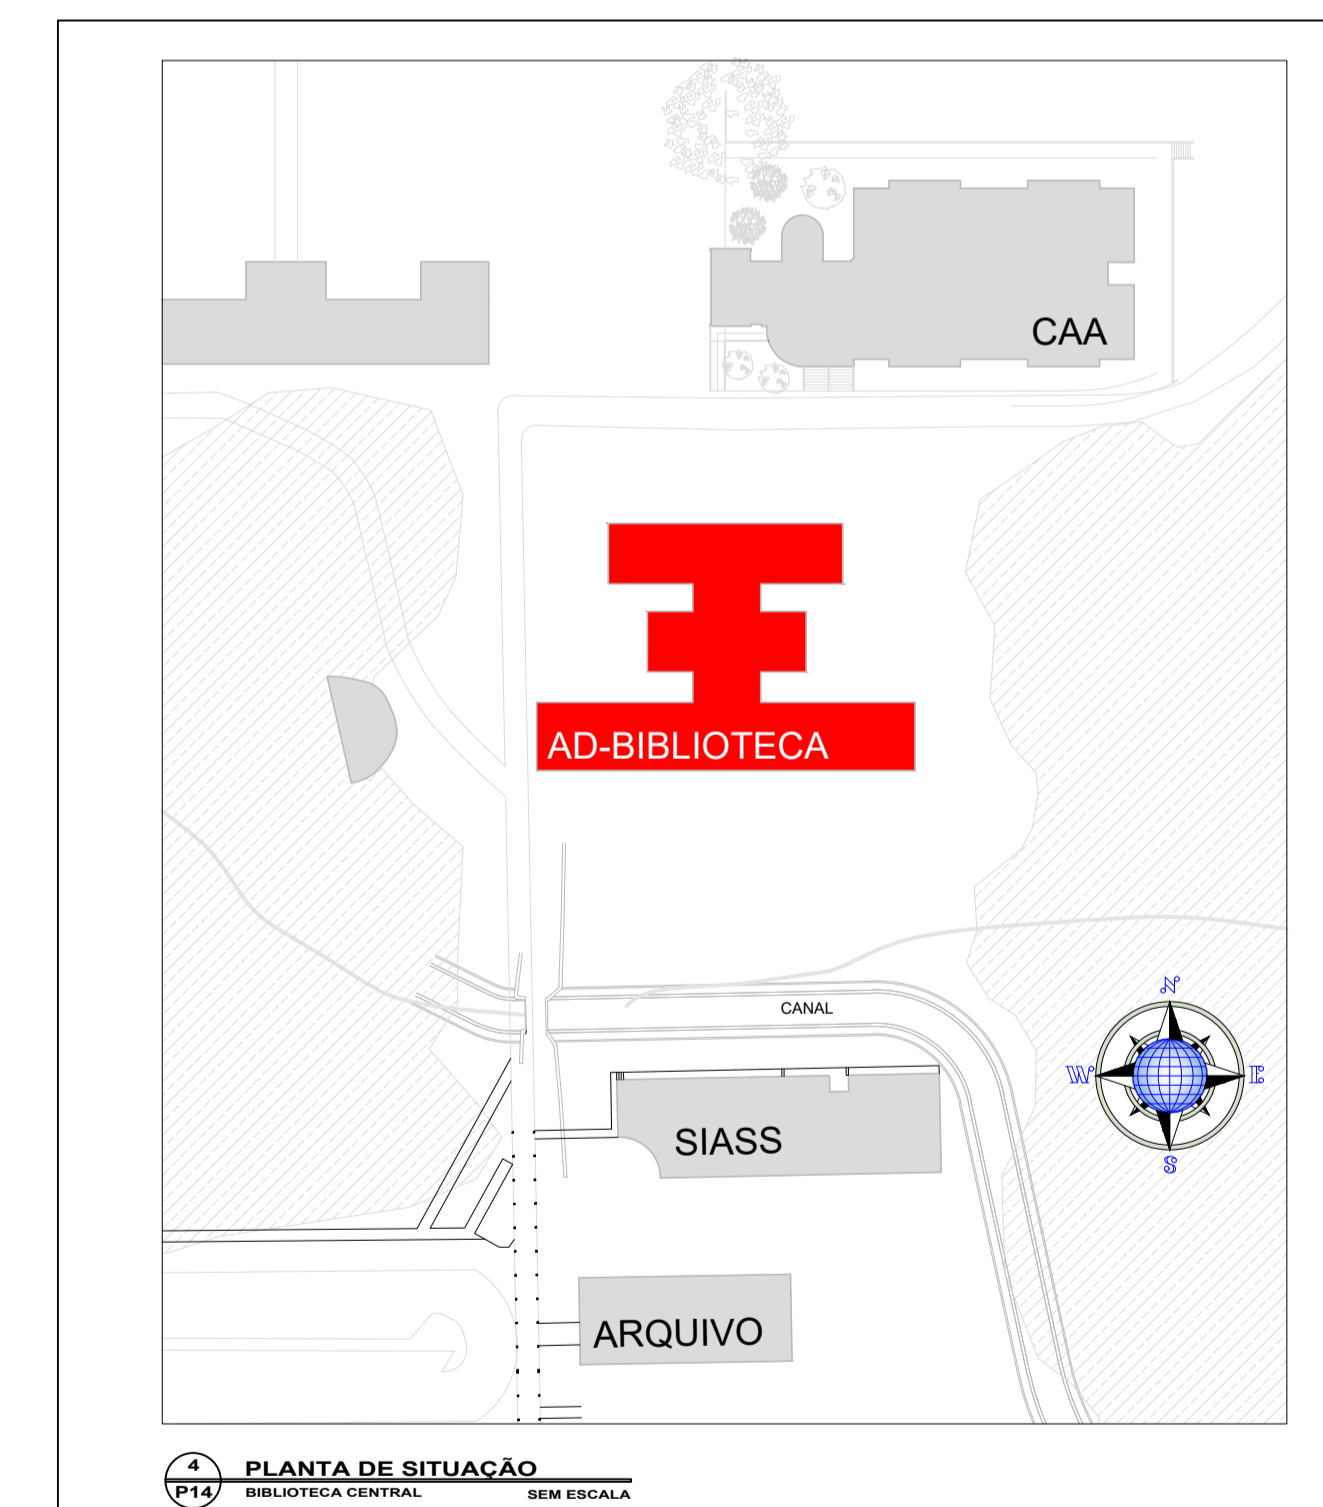 CAA
AD-BIBLIOTECA
CANAL
N
W
E
S
SIASS
ARQUIVO
4
P14
PLANTA DE SITUAÇÃO
BIBLIOTECA CENTRAL SEM ESCALA